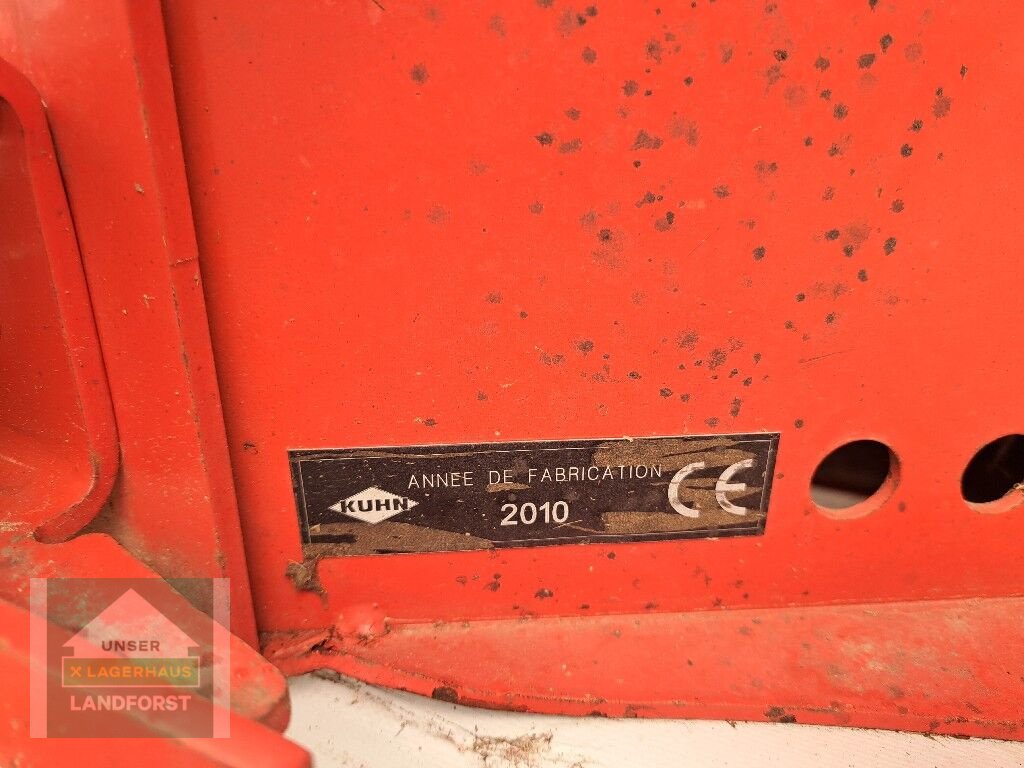 ANNEE DE FABRICATION
KUHN
2010
CE
UNSER
X LAGERHAUS
LANDFORST